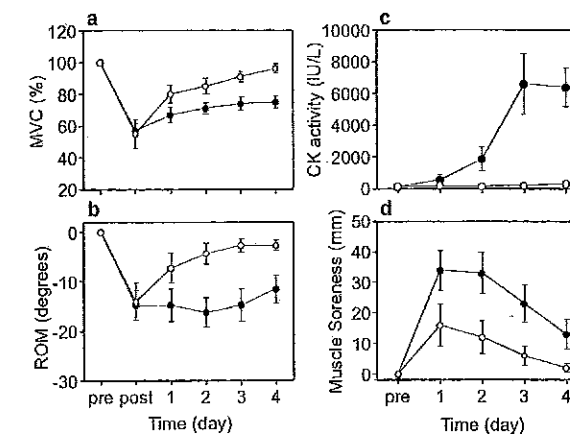 a
120
100
80
60
40
20
MVC (%)
b
0
-10
-20
-30
ROM (degrees)
pre post 1 2 3 4
Time (day)
c
10000
8000
6000
4000
2000
0
CK activity (IU/L)
d
50
40
30
20
10
0
Muscle Soreness (mm)
pre 1 2 3 4
Time (day)